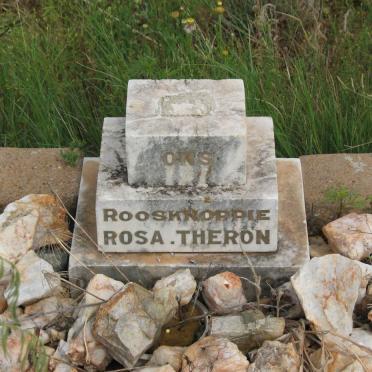 ONS
ROOSKNOPPIE
ROSA . THERON